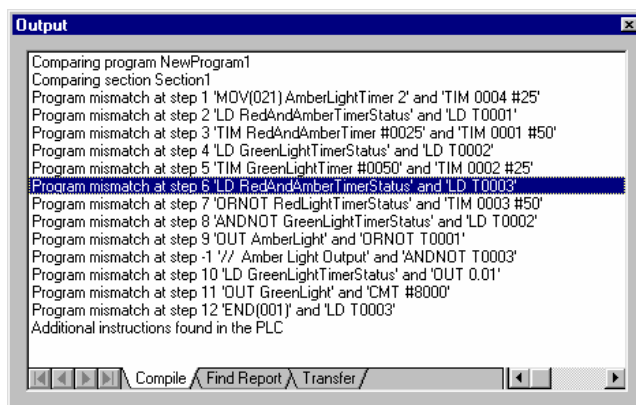 Output
Comparing program NewProgram1
Comparing section Section1
Program mismatch at step 1 'MOV(021) AmberLightTimer 2' and 'TIM 0004 #25'
Program mismatch at step 2 'LD RedAndAmberTimerStatus' and 'LD T0001'
Program mismatch at step 3 'TIM RedAndAmberTimer #0025' and 'TIM 0001 #50'
Program mismatch at step 4 'LD GreenLightTimerStatus' and 'LD T0002'
Program mismatch at step 5 'TIM GreenLightTimer #0050' and 'TIM 0002 #25'
Program mismatch at step 6 'LD RedAndAmberTimerStatus' and 'LD T0003'
Program mismatch at step 7 'ORNOT RedLightTimerStatus' and 'TIM 0003 #50'
Program mismatch at step 8 'ANDNOT GreenLightTimerStatus' and 'LD T0002'
Program mismatch at step 9 'OUT AmberLight' and 'ORNOT T0001'
Program mismatch at step -1 '// Amber Light Output' and 'ANDNOT T0003'
Program mismatch at step 10 'LD GreenLightTimerStatus' and 'OUT 0.01'
Program mismatch at step 11 'OUT GreenLight' and 'CMT #8000'
Program mismatch at step 12 'END(001)' and 'LD T0003'
Additional instructions found in the PLC
Compile Find Report Transfer